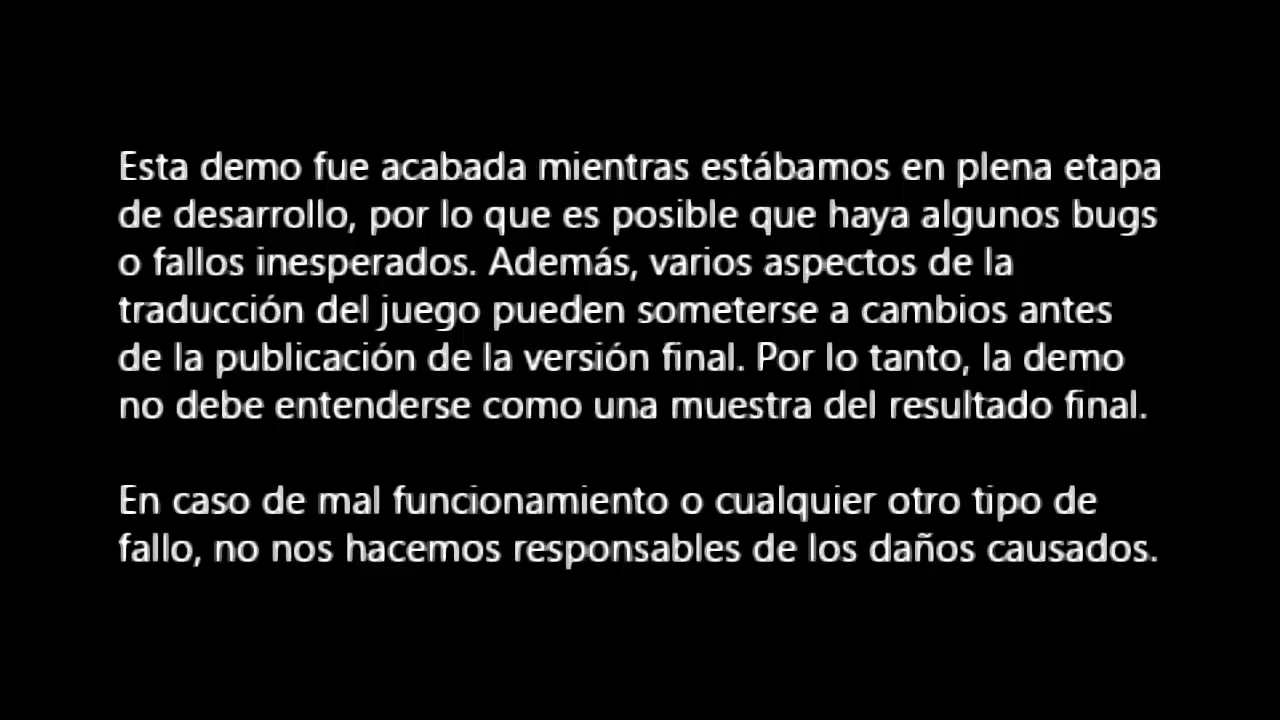 Esta demo fue acabada mientras estábamos en plena etapa
de desarrollo, por lo que es posible que haya algunos bugs
o fallos inesperados. Además, varios aspectos de la
traducción del juego pueden someterse a cambios antes
de la publicación de la versión final. Por lo tanto, la demo
no debe entenderse como una muestra del resultado final.
En caso de mal funcionamiento o cualquier otro tipo de
fallo, no nos hacemos responsables de los daños causados.